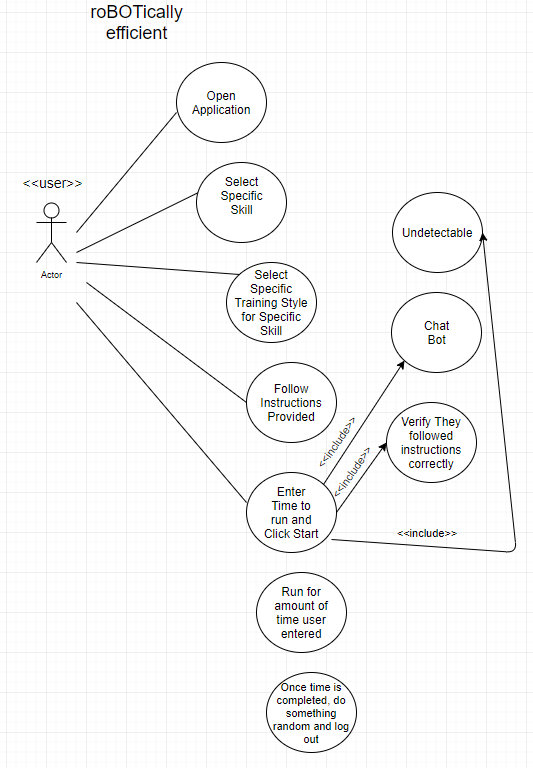 roBOTically
efficient
Open
Application
<<user>>
Actor
Select
Specific
Skill
Undetectable
Select
Specific
Training Style
for Specific
Skill
Chat
Bot
Follow
Instructions
Provided
Verify They
followed
instructions
correctly
<<include>>
<<include>>
Enter
Time to
run and
Click Start
<<include>>
Run for
amount of
time user
entered
Once time is
completed, do
something
random and log
out